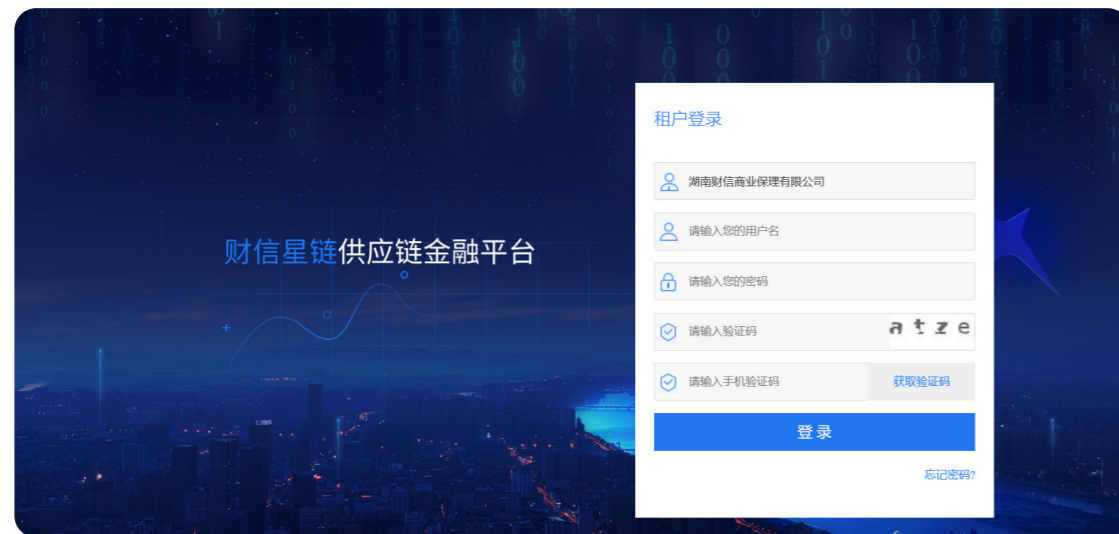 租户登录
湖南财信商业保理有限公司
请输入您的用户名
财信星链供应链金融平台
请输入您的密码
请输入验证码
atze
请输入手机验证码
获取验证码
登录
忘记密码?